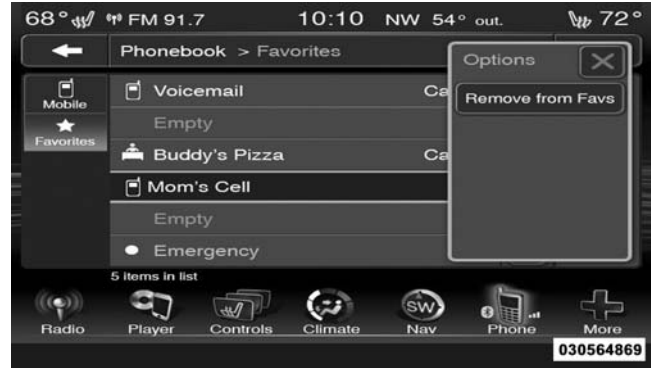 68° FM 91.7 10:10 NW 54° out. 72°
Phonebook > Favorites
Options
Mobile
Voicemail Ca
Remove from Favs
Empty
Favorites
Buddy's Pizza Ca
Mom's Cell
Empty
Emergency
5 items in list
SW
Radio Player Controls Climate Nav Phone More
030564869